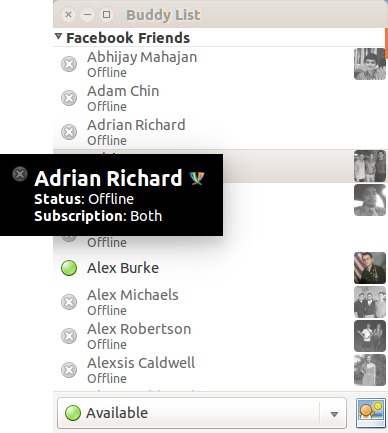 Buddy List
Facebook Friends
Abhijay Mahajan
Offline
Adam Chin
Offline
Adrian Richard
Offline
Adrian Richard
Status: Offline
Subscription: Both
Offline
Alex Burke
Alex Michaels
Offline
Alex Robertson
Offline
Alexsis Caldwell
Offline
Available